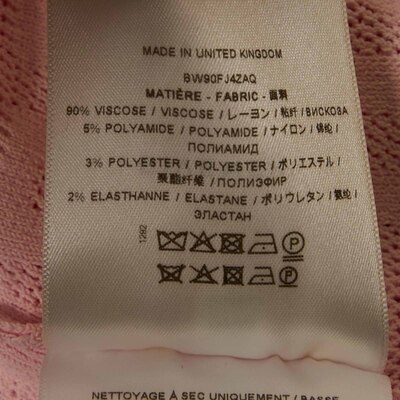 MADE IN UNITED KINGDOM
BW90FJ4ZAQ
MATIÈRE - FABRIC - 面料
90% VISCOSE / VISCOSE / レーヨン / 粘纤 / ВИСКОЗА
5% POLYAMIDE / POLYAMIDE / ナイロン / 锦纶 /
ПОЛИАМИД
3% POLYESTER / POLYESTER / ポリエステル /
聚酯纤维 / ПОЛИЭФИР
2% ELASTHANNE / ELASTANE / ポリウレタン / 氨纶 /
ЭЛАСТАН
1292
P
P
NETTOYAGE À SEC UNIQUEMENT / BASSE